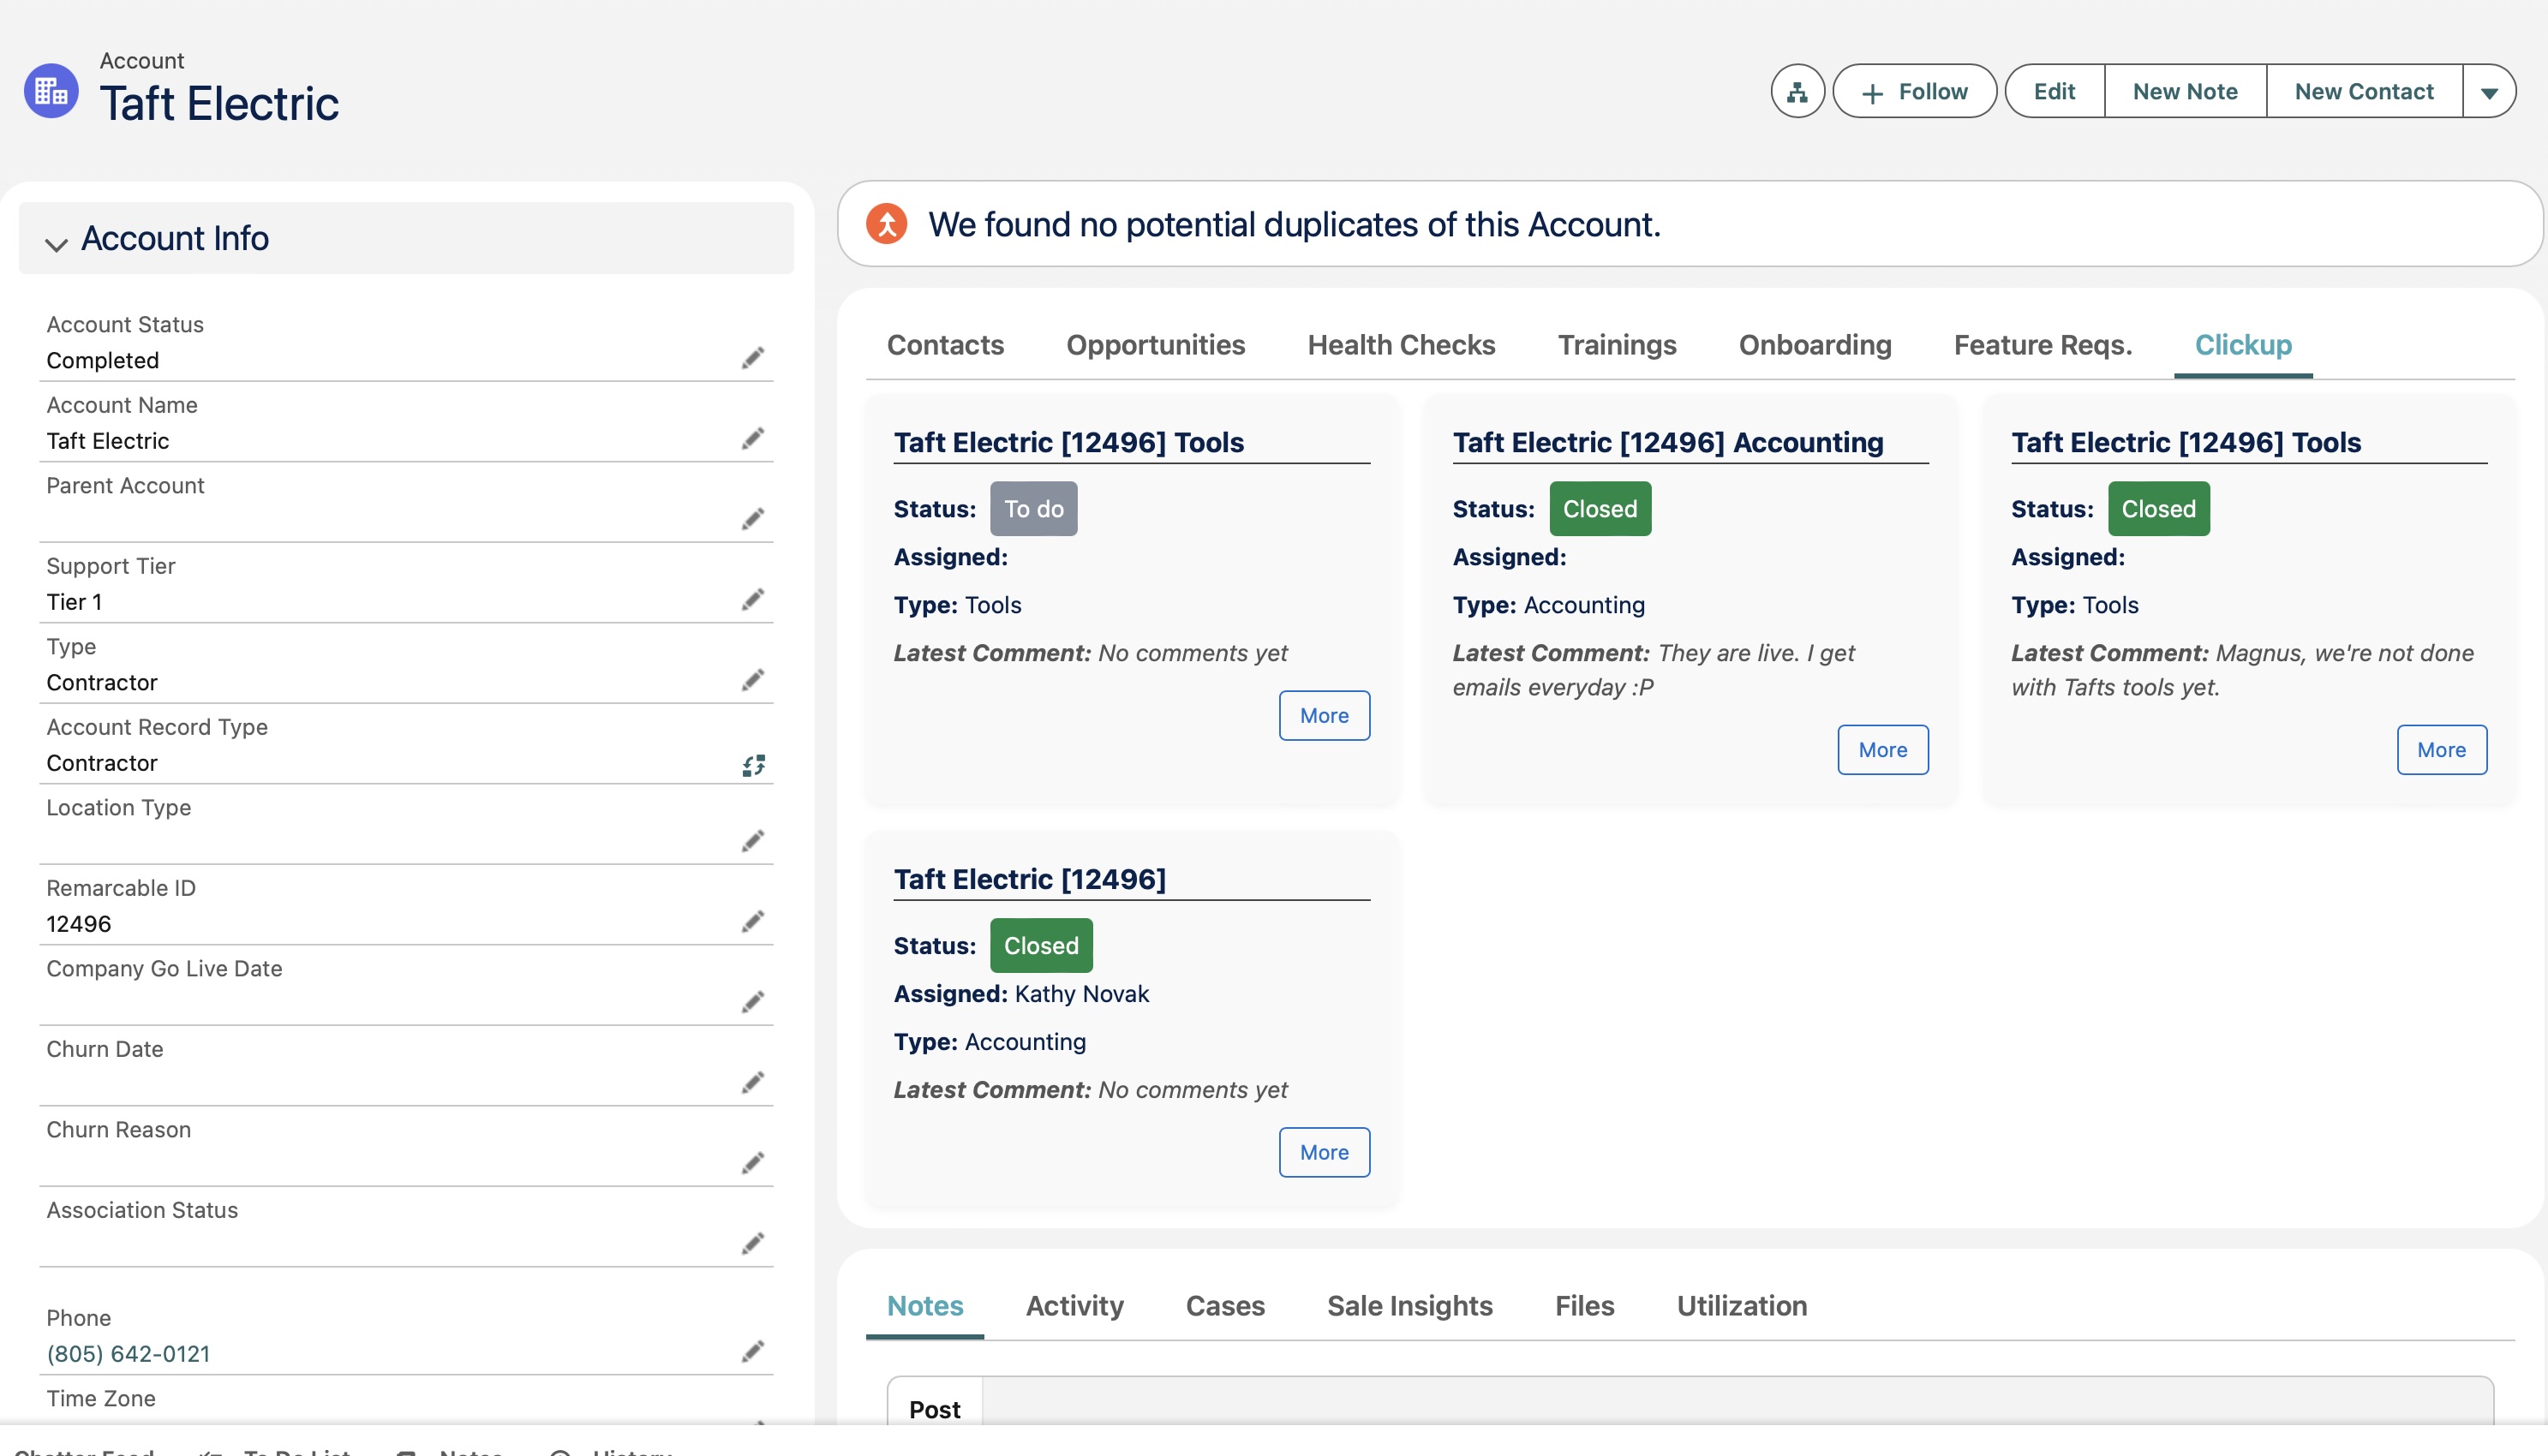 Account
Taft Electric
Follow
Edit
New Note
New Contact
Account Info
Account Status
Completed
Account Name
Taft Electric
Parent Account
Support Tier
Tier 1
Type
Contractor
Account Record Type
Contractor
Location Type
Remarcable ID
12496
Company Go Live Date
Churn Date
Churn Reason
Association Status
Phone
(805) 642-0121
Time Zone
We found no potential duplicates of this Account.
Contacts
Opportunities
Health Checks
Trainings
Onboarding
Feature Reqs.
Clickup
Taft Electric [12496] Tools
Status: To do
Assigned:
Type: Tools
Latest Comment: No comments yet
More
Taft Electric [12496] Accounting
Status: Closed
Assigned:
Type: Accounting
Latest Comment: They are live. I get
emails everyday :P
More
Taft Electric [12496] Tools
Status: Closed
Assigned:
Type: Tools
Latest Comment: Magnus, we're not done
with Tafts tools yet.
More
Taft Electric [12496]
Status: Closed
Assigned: Kathy Novak
Type: Accounting
Latest Comment: No comments yet
More
Notes
Activity
Cases
Sale Insights
Files
Utilization
Post
Chatter Feed
To Do List
Notes
History